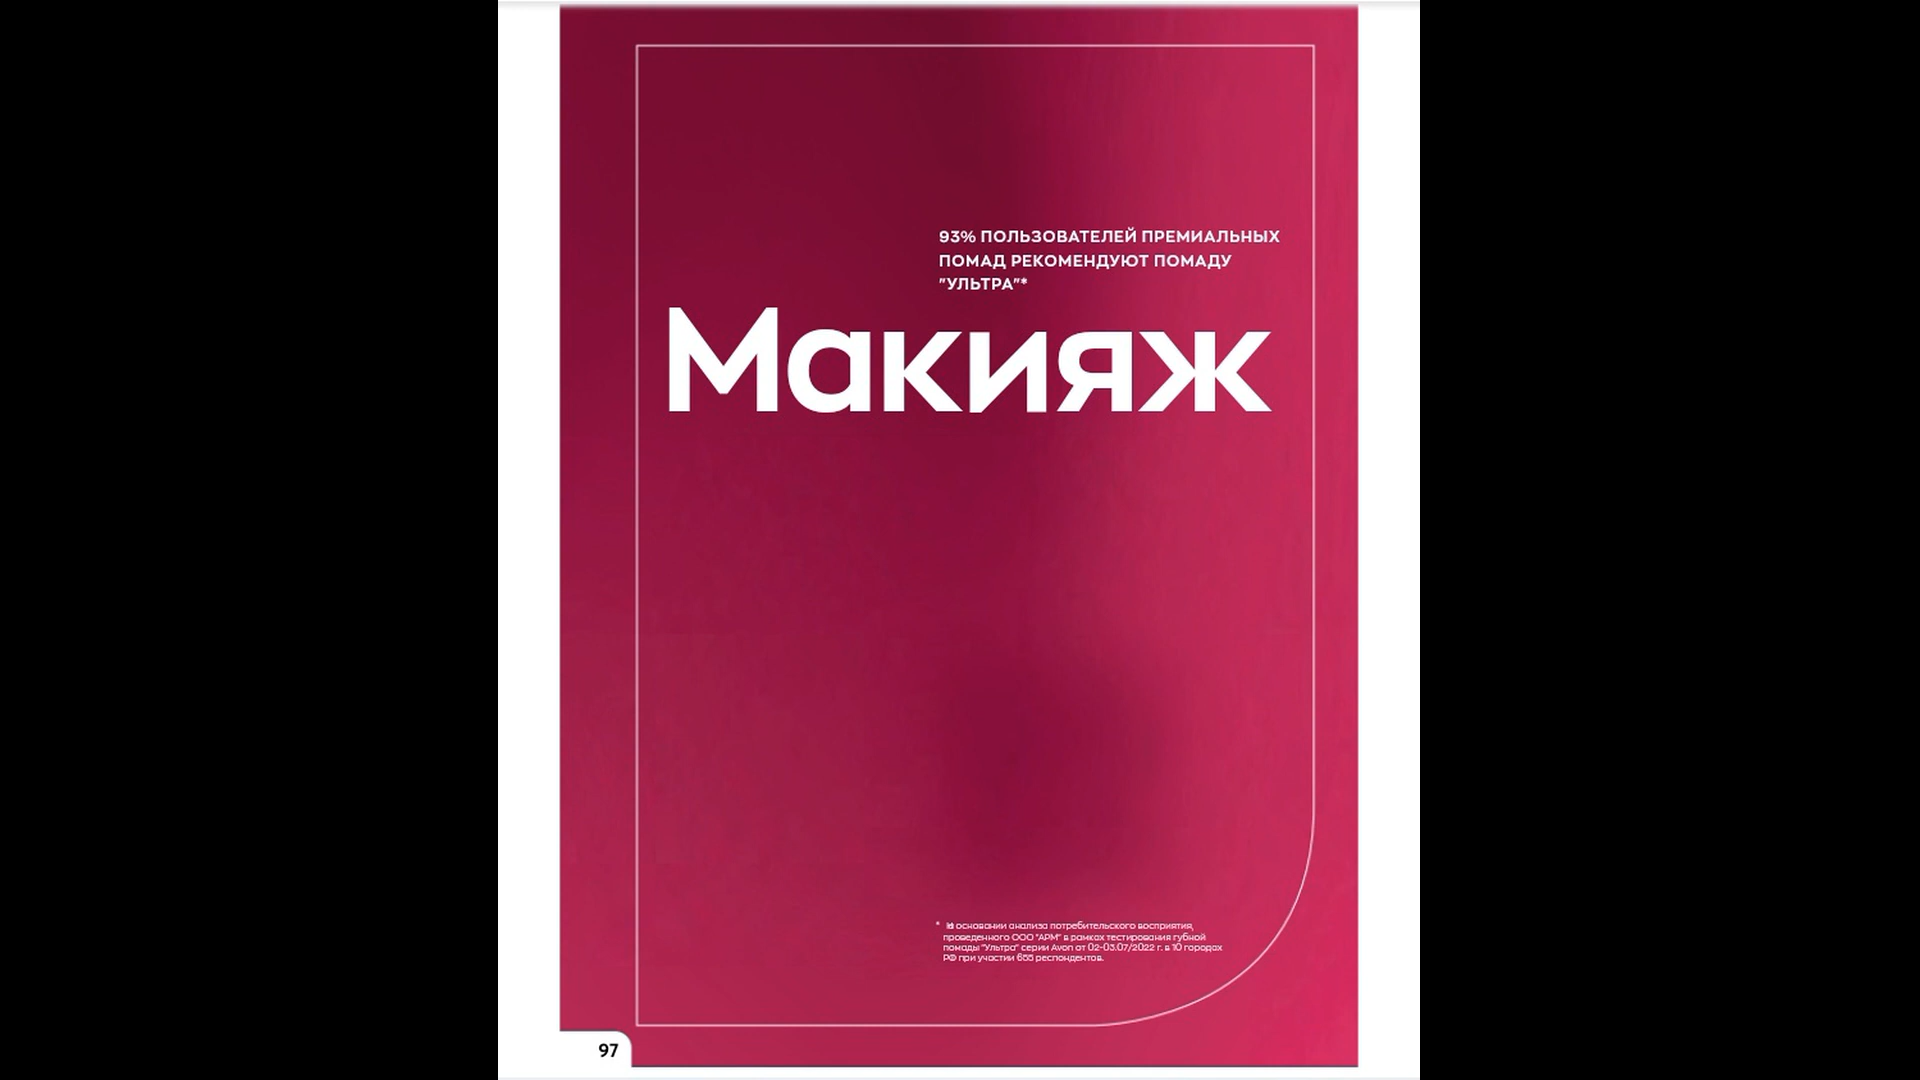 93% ПОЛЬЗОВАТЕЛЕЙ ПРЕМИАЛЬНЫХ
ПОМАД РЕКОМЕНДУЮТ ПОМАДУ
"УЛЬТРА"*
Макияж
* На основании анализа потребительского восприятия,
проведенного ООО "АРМ" в рамках тестирования губной
помады "Ультра" серии Avon от 02-03.07/2022 г. в 10 городах
РФ при участии 655 респондентов.
97